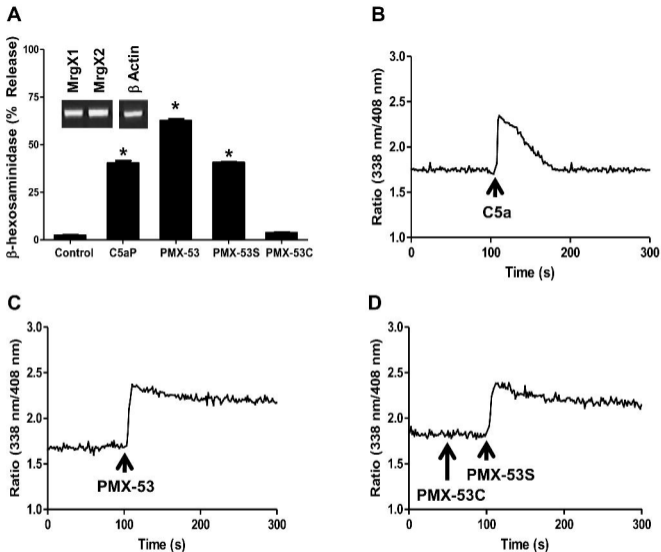 A
β-hexosaminidase (% Release)
100
75
50
25
0
MrgX1
MrgX2
β Actin
*
*
*
Control
C5aP
PMX-53
PMX-53S
PMX-53C
B
Ratio (338 nm/408 nm)
3.0
2.5
2.0
1.5
1.0
C5a
0
100
200
300
Time (s)
C
Ratio (338 nm/408 nm)
3.0
2.5
2.0
1.5
1.0
PMX-53
0
100
200
300
Time (s)
D
Ratio (338 nm/408 nm)
3.0
2.5
2.0
1.5
1.0
PMX-53S
PMX-53C
0
100
200
300
Time (s)